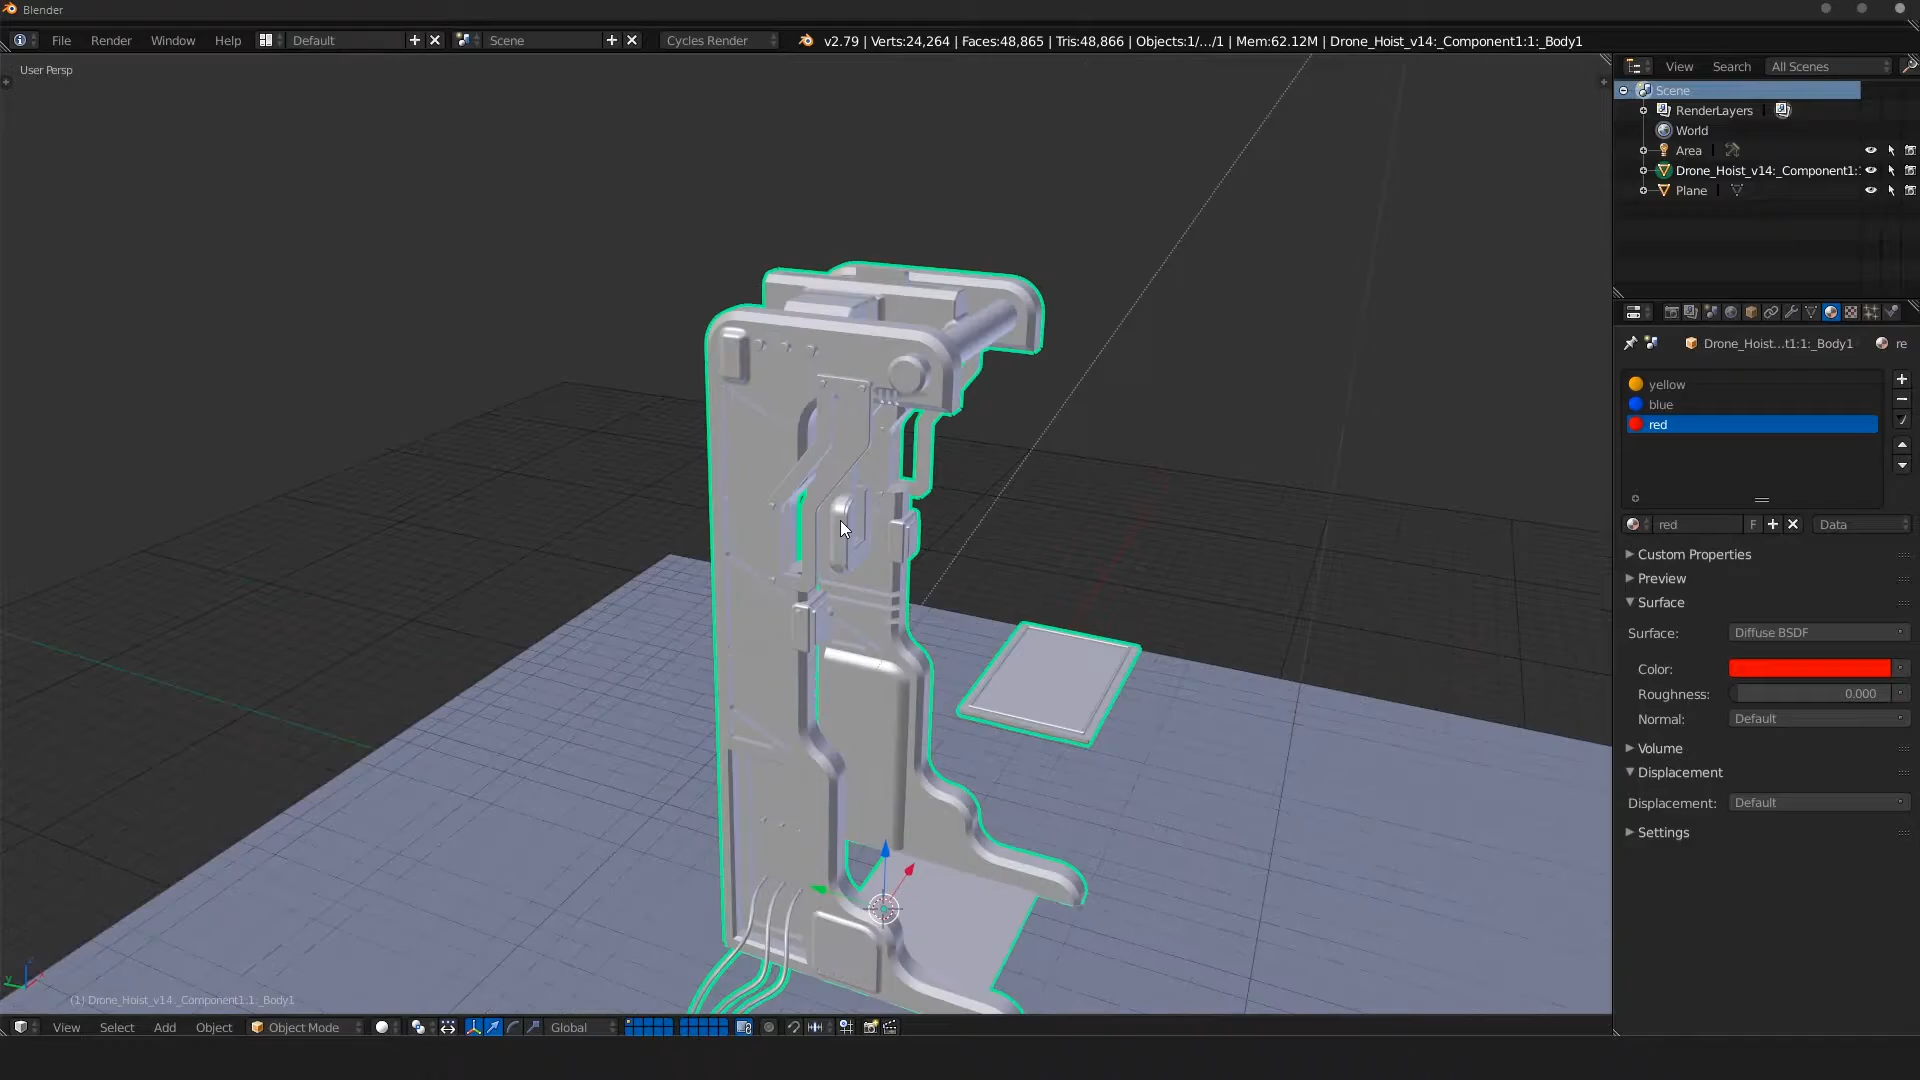 Blender
File Render Window Help Default Scene Cycles Render v2.79 | Verts:24,264 | Faces:48,865 | Tris:48,866 | Objects:1/.../1 | Mem:62.12M | Drone_Hoist_v14:_Component1:1:_Body1
User Persp
View Search All Scenes
Scene
RenderLayers
World
Area
Drone_Hoist_v14:_Component1:
Plane
Drone_Hoist...t1:1:_Body1 re
yellow
blue
red
red F Data
Custom Properties
Preview
Surface
Surface: Diffuse BSDF
Color:
Roughness: 0.000
Normal: Default
Volume
Displacement
Displacement: Default
Settings
(1) Drone_Hoist_v14:_Component1:1:_Body1
View Select Add Object Object Mode Global